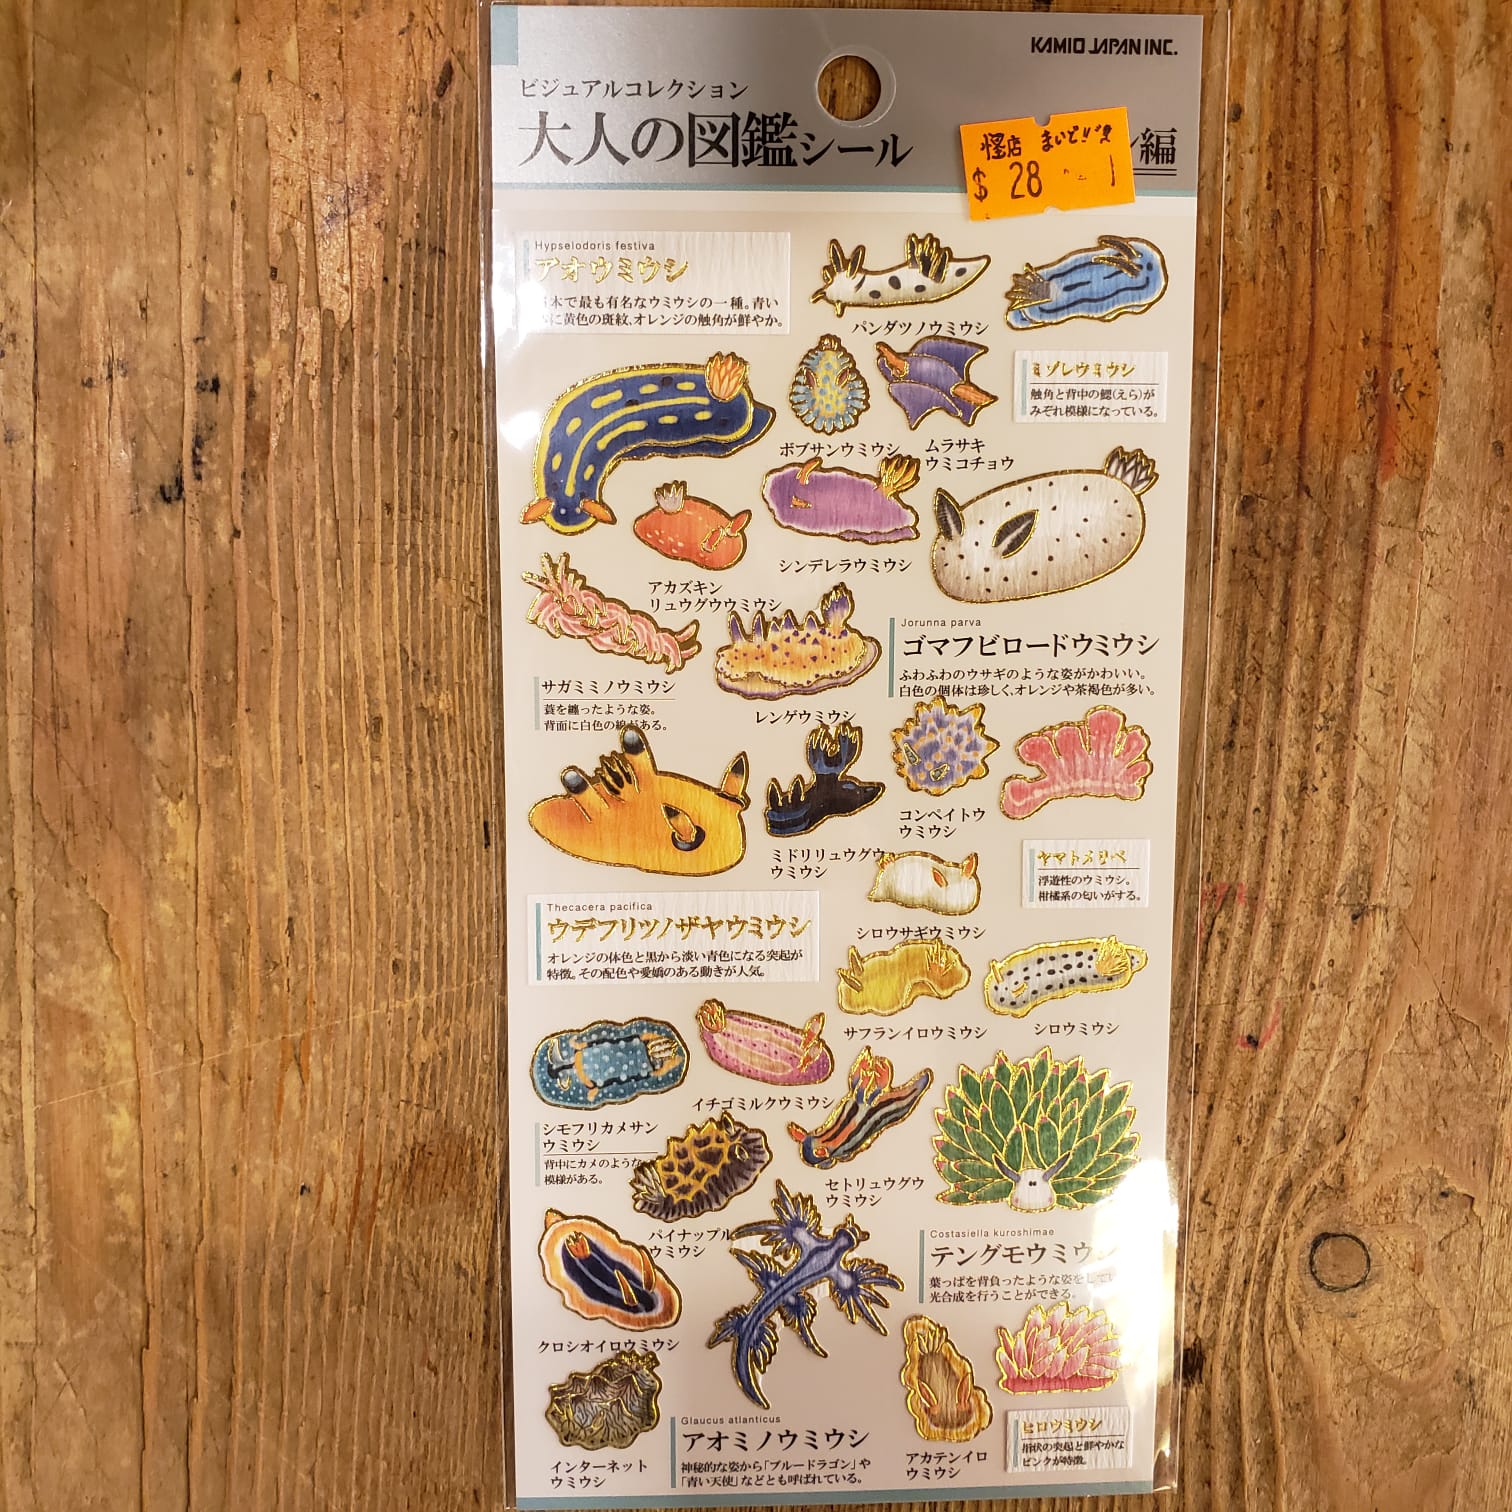 KAMIO JAPAN INC.
ビジュアルコレクション
大人の図鑑シール
編
怪店 まいど!!
$ 28
Hypselodoris festiva
アオウミウシ
本で最も有名なウミウシの一種。青い
に黄色の斑紋、オレンジの触角が鮮やか。
パンダツノウミウシ
ミゾレウミウシ
触角と背中の鰓(えら)が
みぞれ模様になっている。
ボブサンウミウシ
ムラサキ
ウミコチョウ
シンデレラウミウシ
アカズキン
リュウグウウミウシ
Jorunna parva
ゴマフビロードウミウシ
ふわふわのウサギのような姿がかわいい。
白色の個体は珍しく、オレンジや茶褐色が多い。
サガミミノウミウシ
蓑を纏ったような姿。
背面に白色の線がある。
レンゲウミウシ
コンペイトウ
ウミウシ
ミドリリュウグウ
ウミウシ
ヤマトメリベ
浮遊性のウミウシ。
柑橘系の匂いがする。
Thecacera pacifica
ウデフリツノザヤウミウシ
オレンジの体色と黒から淡い青色になる突起が
特徴。その配色や愛嬌のある動きが人気。
シロウサギウミウシ
サフランイロウミウシ
シロウミウシ
イチゴミルクウミウシ
シモフリカメサン
ウミウシ
背中にカメのような
模様がある。
セトリュウグウ
ウミウシ
パイナップル
ウミウシ
Costasiella kuroshimae
テングモウミウシ
葉っぱを背負ったような姿をして
光合成を行うことができる。
クロシオイロウミウシ
Glaucus atlanticus
アオミノウミウシ
神秘的な姿から「ブルードラゴン」や
「青い天使」などとも呼ばれている。
インターネット
ウミウシ
アカテンイロ
ウミウシ
ヒロウミウシ
指状の突起と鮮やかな
ピンクが特徴。